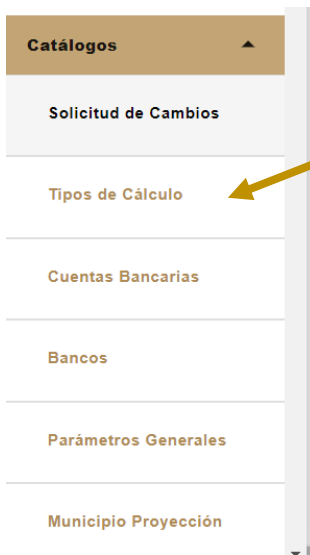 Catálogos
Solicitud de Cambios
Tipos de Cálculo
Cuentas Bancarias
Bancos
Parámetros Generales
Municipio Proyección